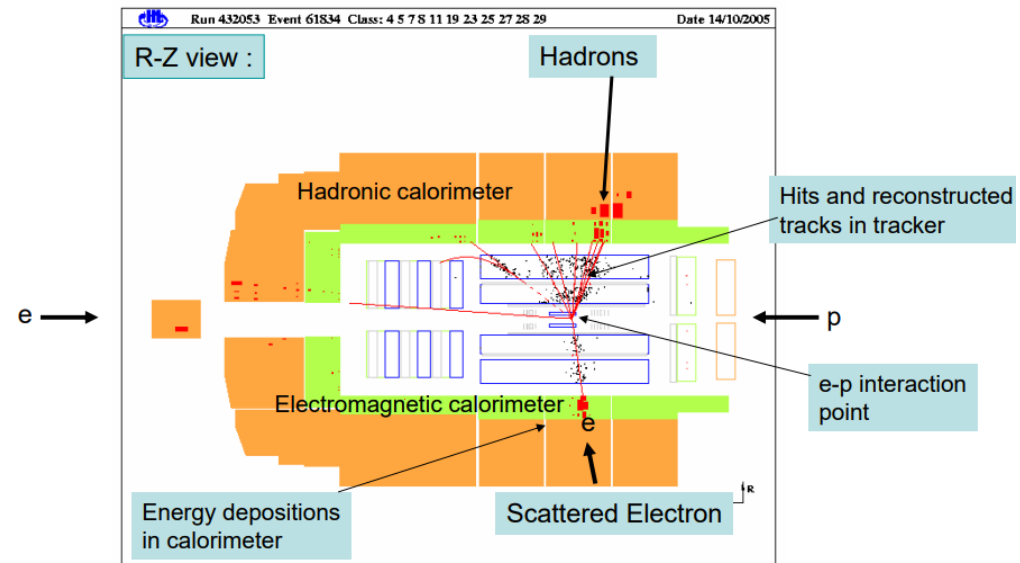 Run 432053 Event 61834 Class: 4 5 7 8 11 19 23 25 27 28 29 Date 14/10/2005
R-Z view :
Hadrons
Hadronic calorimeter
Hits and reconstructed
tracks in tracker
e
p
e-p interaction
point
Electromagnetic calorimeter
e
Energy depositions
in calorimeter
Scattered Electron
R